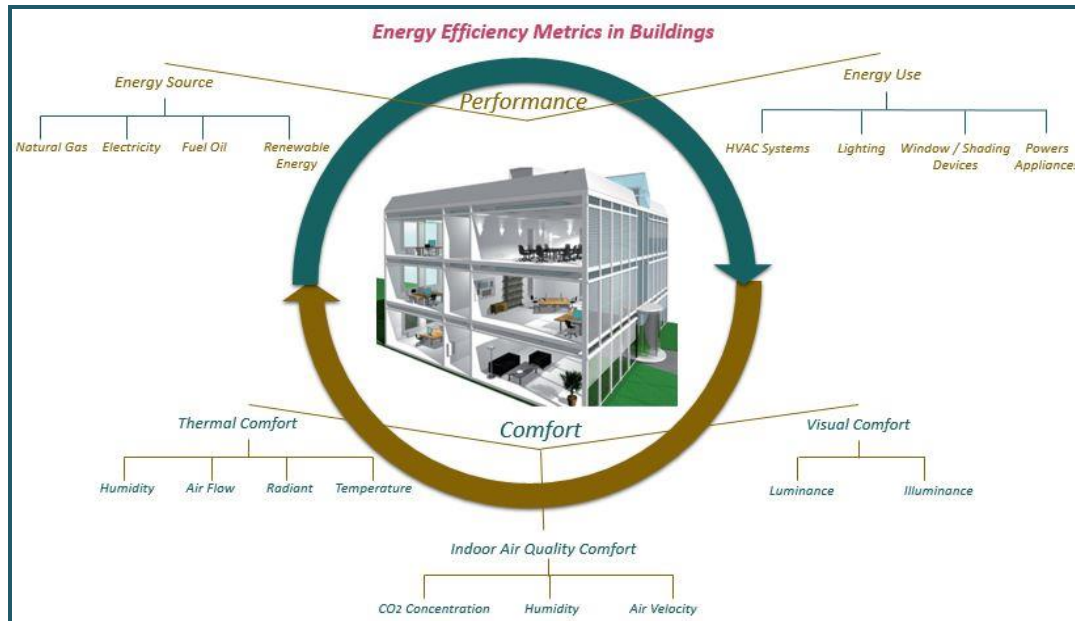 Energy Efficiency Metrics in Buildings
Energy Source
Performance
Energy Use
Natural Gas
Electricity
Fuel Oil
Renewable
Energy
HVAC Systems
Lighting
Window / Shading
Devices
Powers
Appliances
Thermal Comfort
Comfort
Visual Comfort
Humidity
Air Flow
Radiant
Temperature
Luminance
Illuminance
Indoor Air Quality Comfort
CO2 Concentration
Humidity
Air Velocity